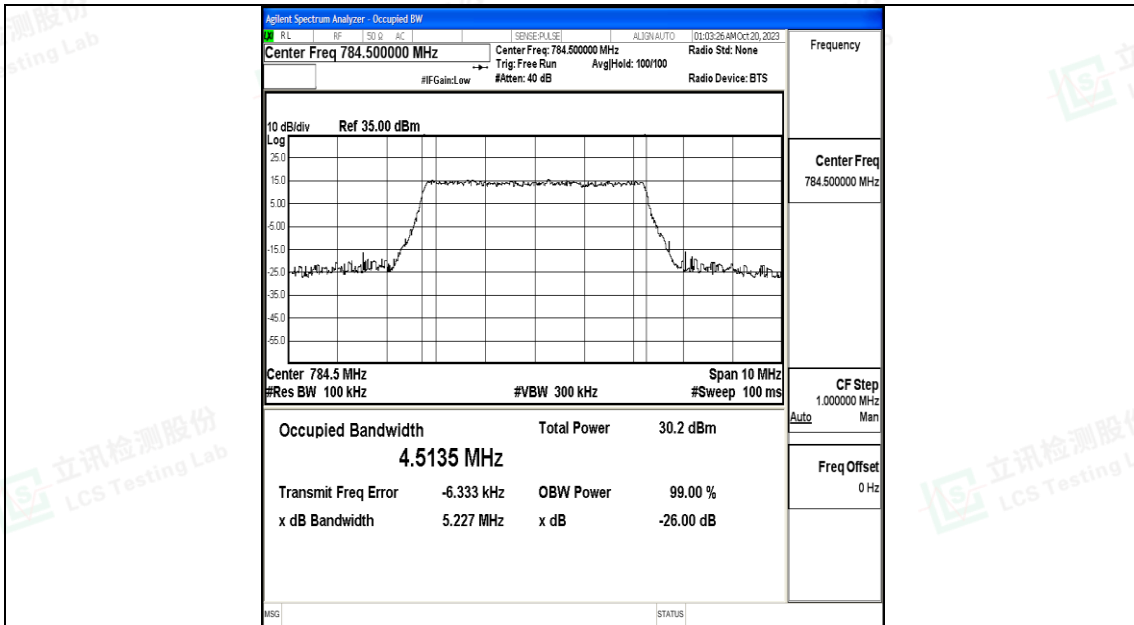 Agilent Spectrum Analyzer - Occupied BW
RL RF 50 Ω AC SENSE:PULSE ALIGN AUTO 01:03:26 AM Oct 20, 2023
Center Freq 784.500000 MHz
Center Freq: 784.500000 MHz Radio Std: None
Trig: Free Run Avg|Hold: 100/100
#IFGain:Low #Atten: 40 dB Radio Device: BTS
10 dB/div Ref 35.00 dBm
Log
25.0
15.0
5.00
-5.00
-15.0
-25.0
-35.0
-45.0
-55.0
Center 784.5 MHz Span 10 MHz
#Res BW 100 kHz #VBW 300 kHz #Sweep 100 ms
Occupied Bandwidth Total Power 30.2 dBm
4.5135 MHz
Transmit Freq Error -6.333 kHz OBW Power 99.00 %
x dB Bandwidth 5.227 MHz x dB -26.00 dB
MSG STATUS
Frequency
Center Freq
784.500000 MHz
CF Step
1.000000 MHz
Auto Man
Freq Offset
0 Hz
立讯检测股份
LCS Testing Lab
立讯检测股份
LCS Testing L
测股份
esting Lab